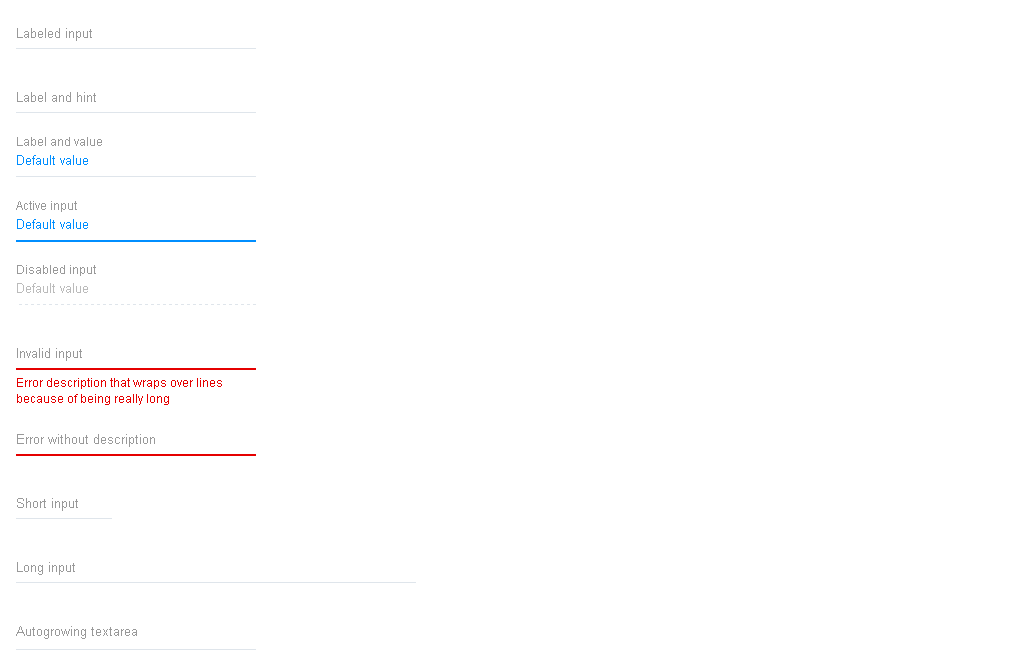 Labeled input
Label and hint
Label and value
Default value
Active input
Default value
Disabled input
Default value
Invalid input
Error description that wraps over lines
because of being really long
Error without description
Short input
Long input
Autogrowing textarea